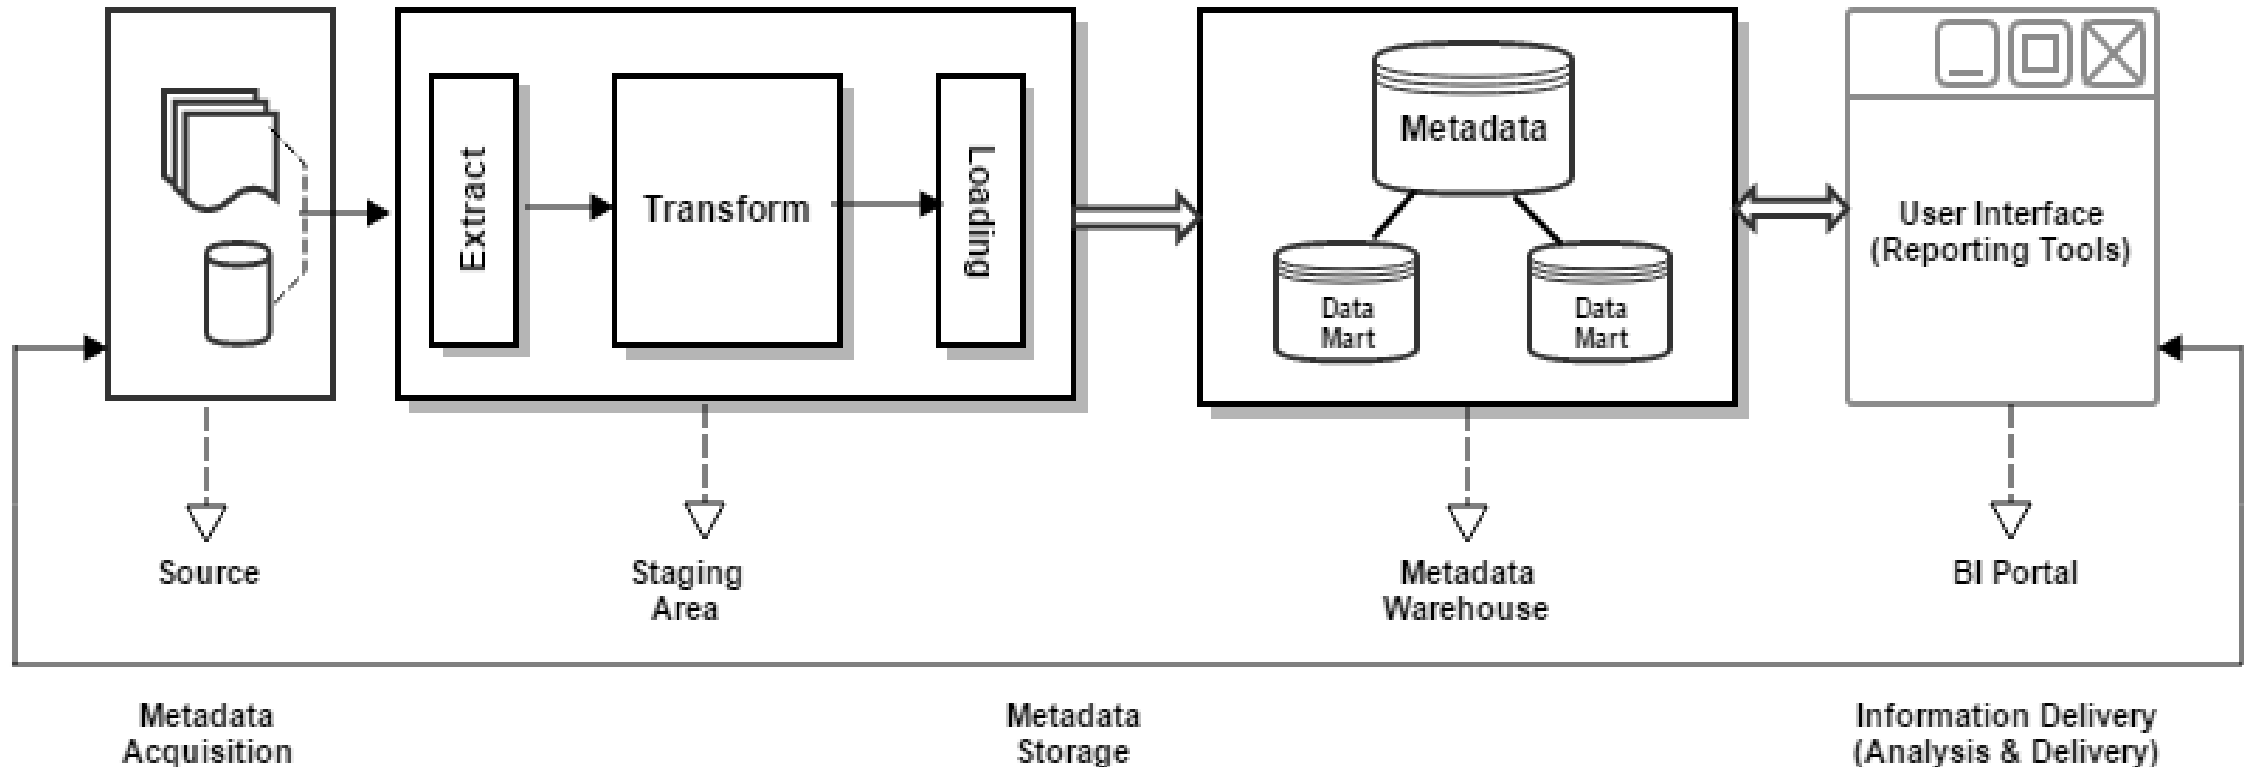 Extract
Transform
Loading
Metadata
Data
Mart
Data
Mart
User Interface
(Reporting Tools)
Source
Staging
Area
Metadata
Warehouse
BI Portal
Metadata
Acquisition
Metadata
Storage
Information Delivery
(Analysis & Delivery)